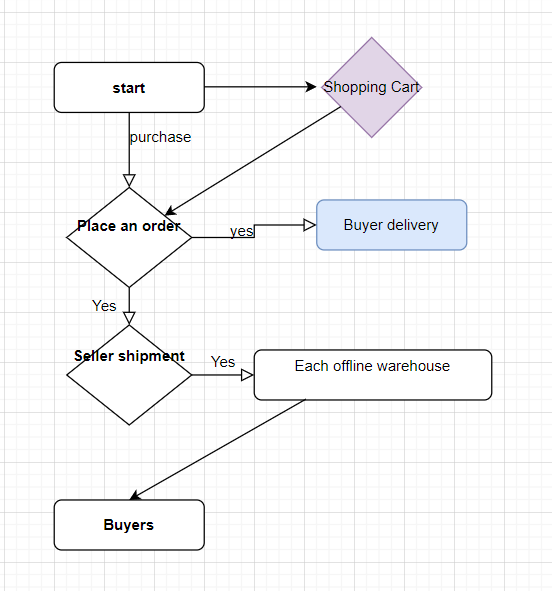 start
Shopping Cart
purchase
Place an order
yes
Buyer delivery
Yes
Seller shipment
Yes
Each offline warehouse
Buyers